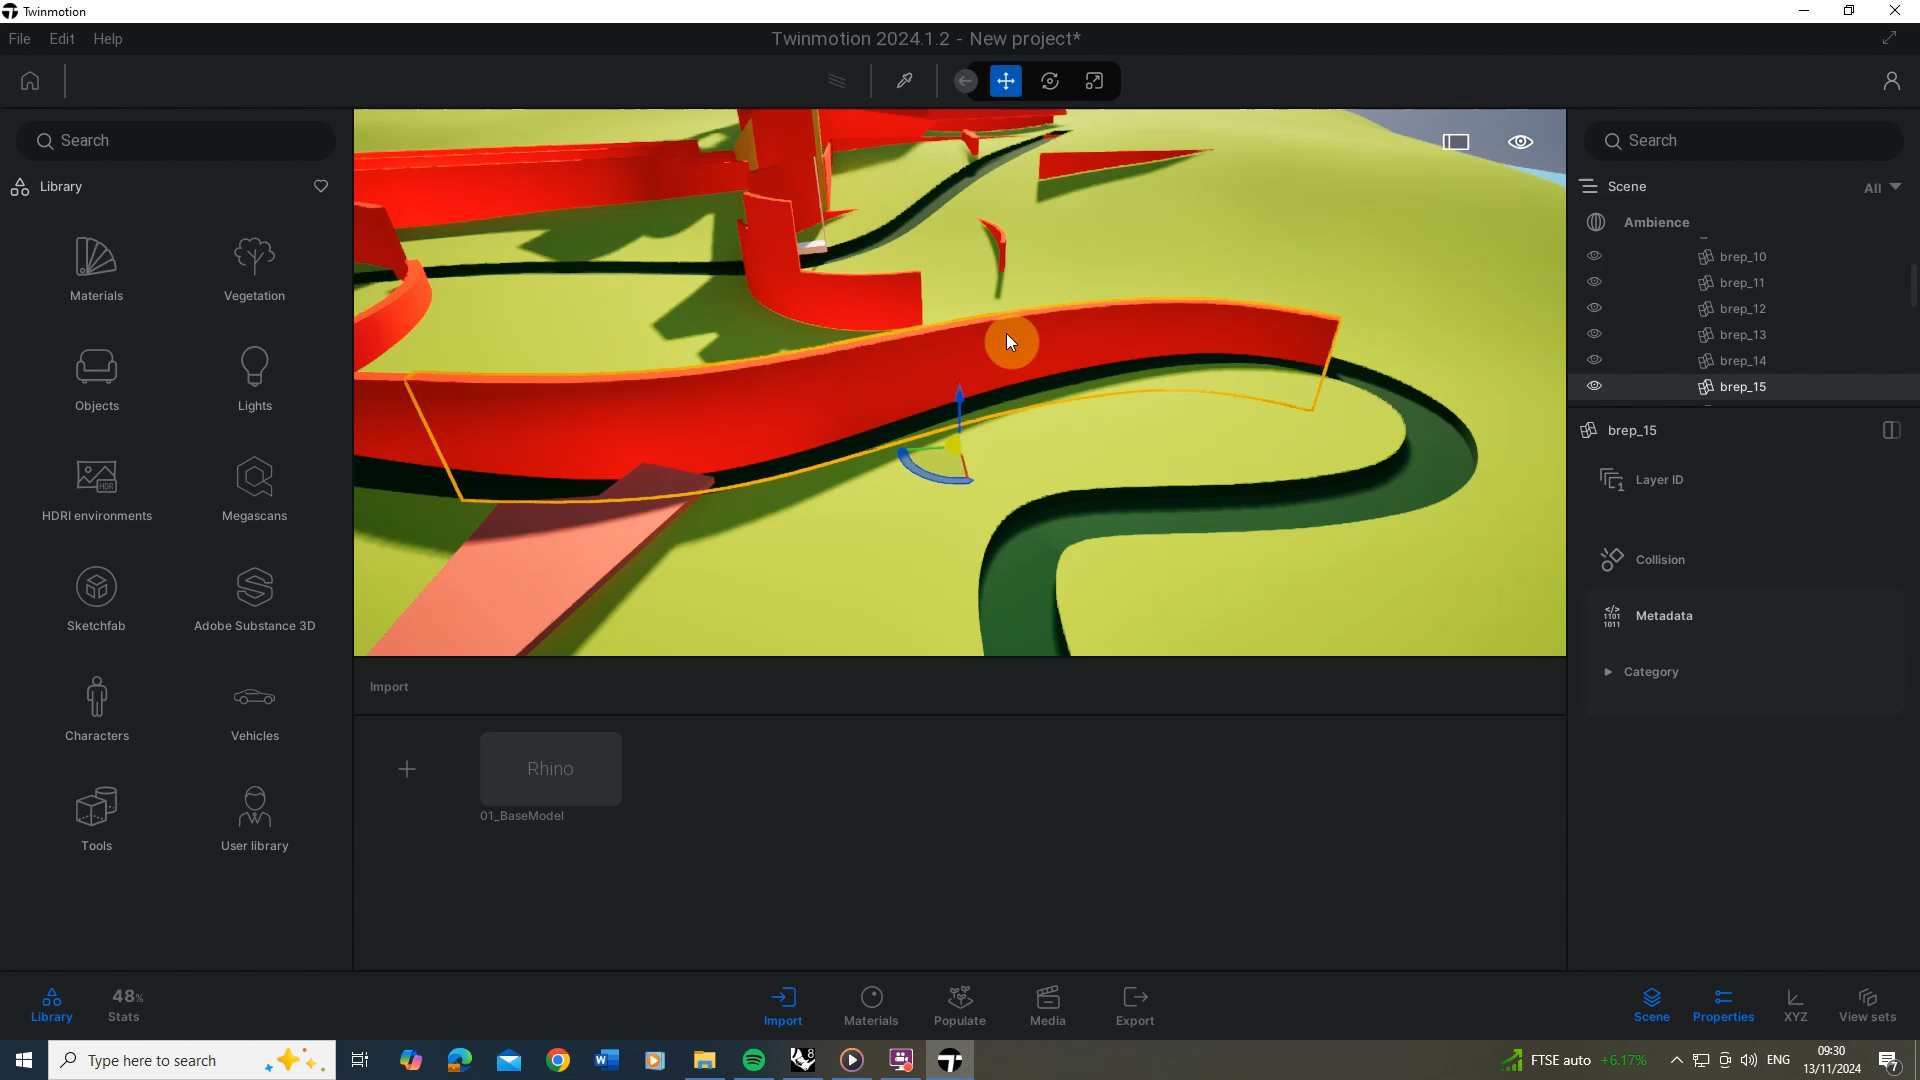 Twinmotion
File Edit Help
Twinmotion 2024.1.2 - New project*
Search
Search
Library
Scene
All
Ambience
Materials
Vegetation
brep_10
brep_11
brep_12
brep_13
brep_14
brep_15
Objects
Lights
brep_15
Layer ID
HDR
HDRI environments
Megascans
Collision
Metadata
Sketchfab
Adobe Substance 3D
Category
Import
Characters
Vehicles
Rhino
01_BaseModel
Tools
User library
Library
48%
Stats
Import
Materials
Populate
Media
Export
Scene
Properties
XYZ
View sets
Type here to search
FTSE auto +6.17%
ENG
09:30
13/11/2024
7